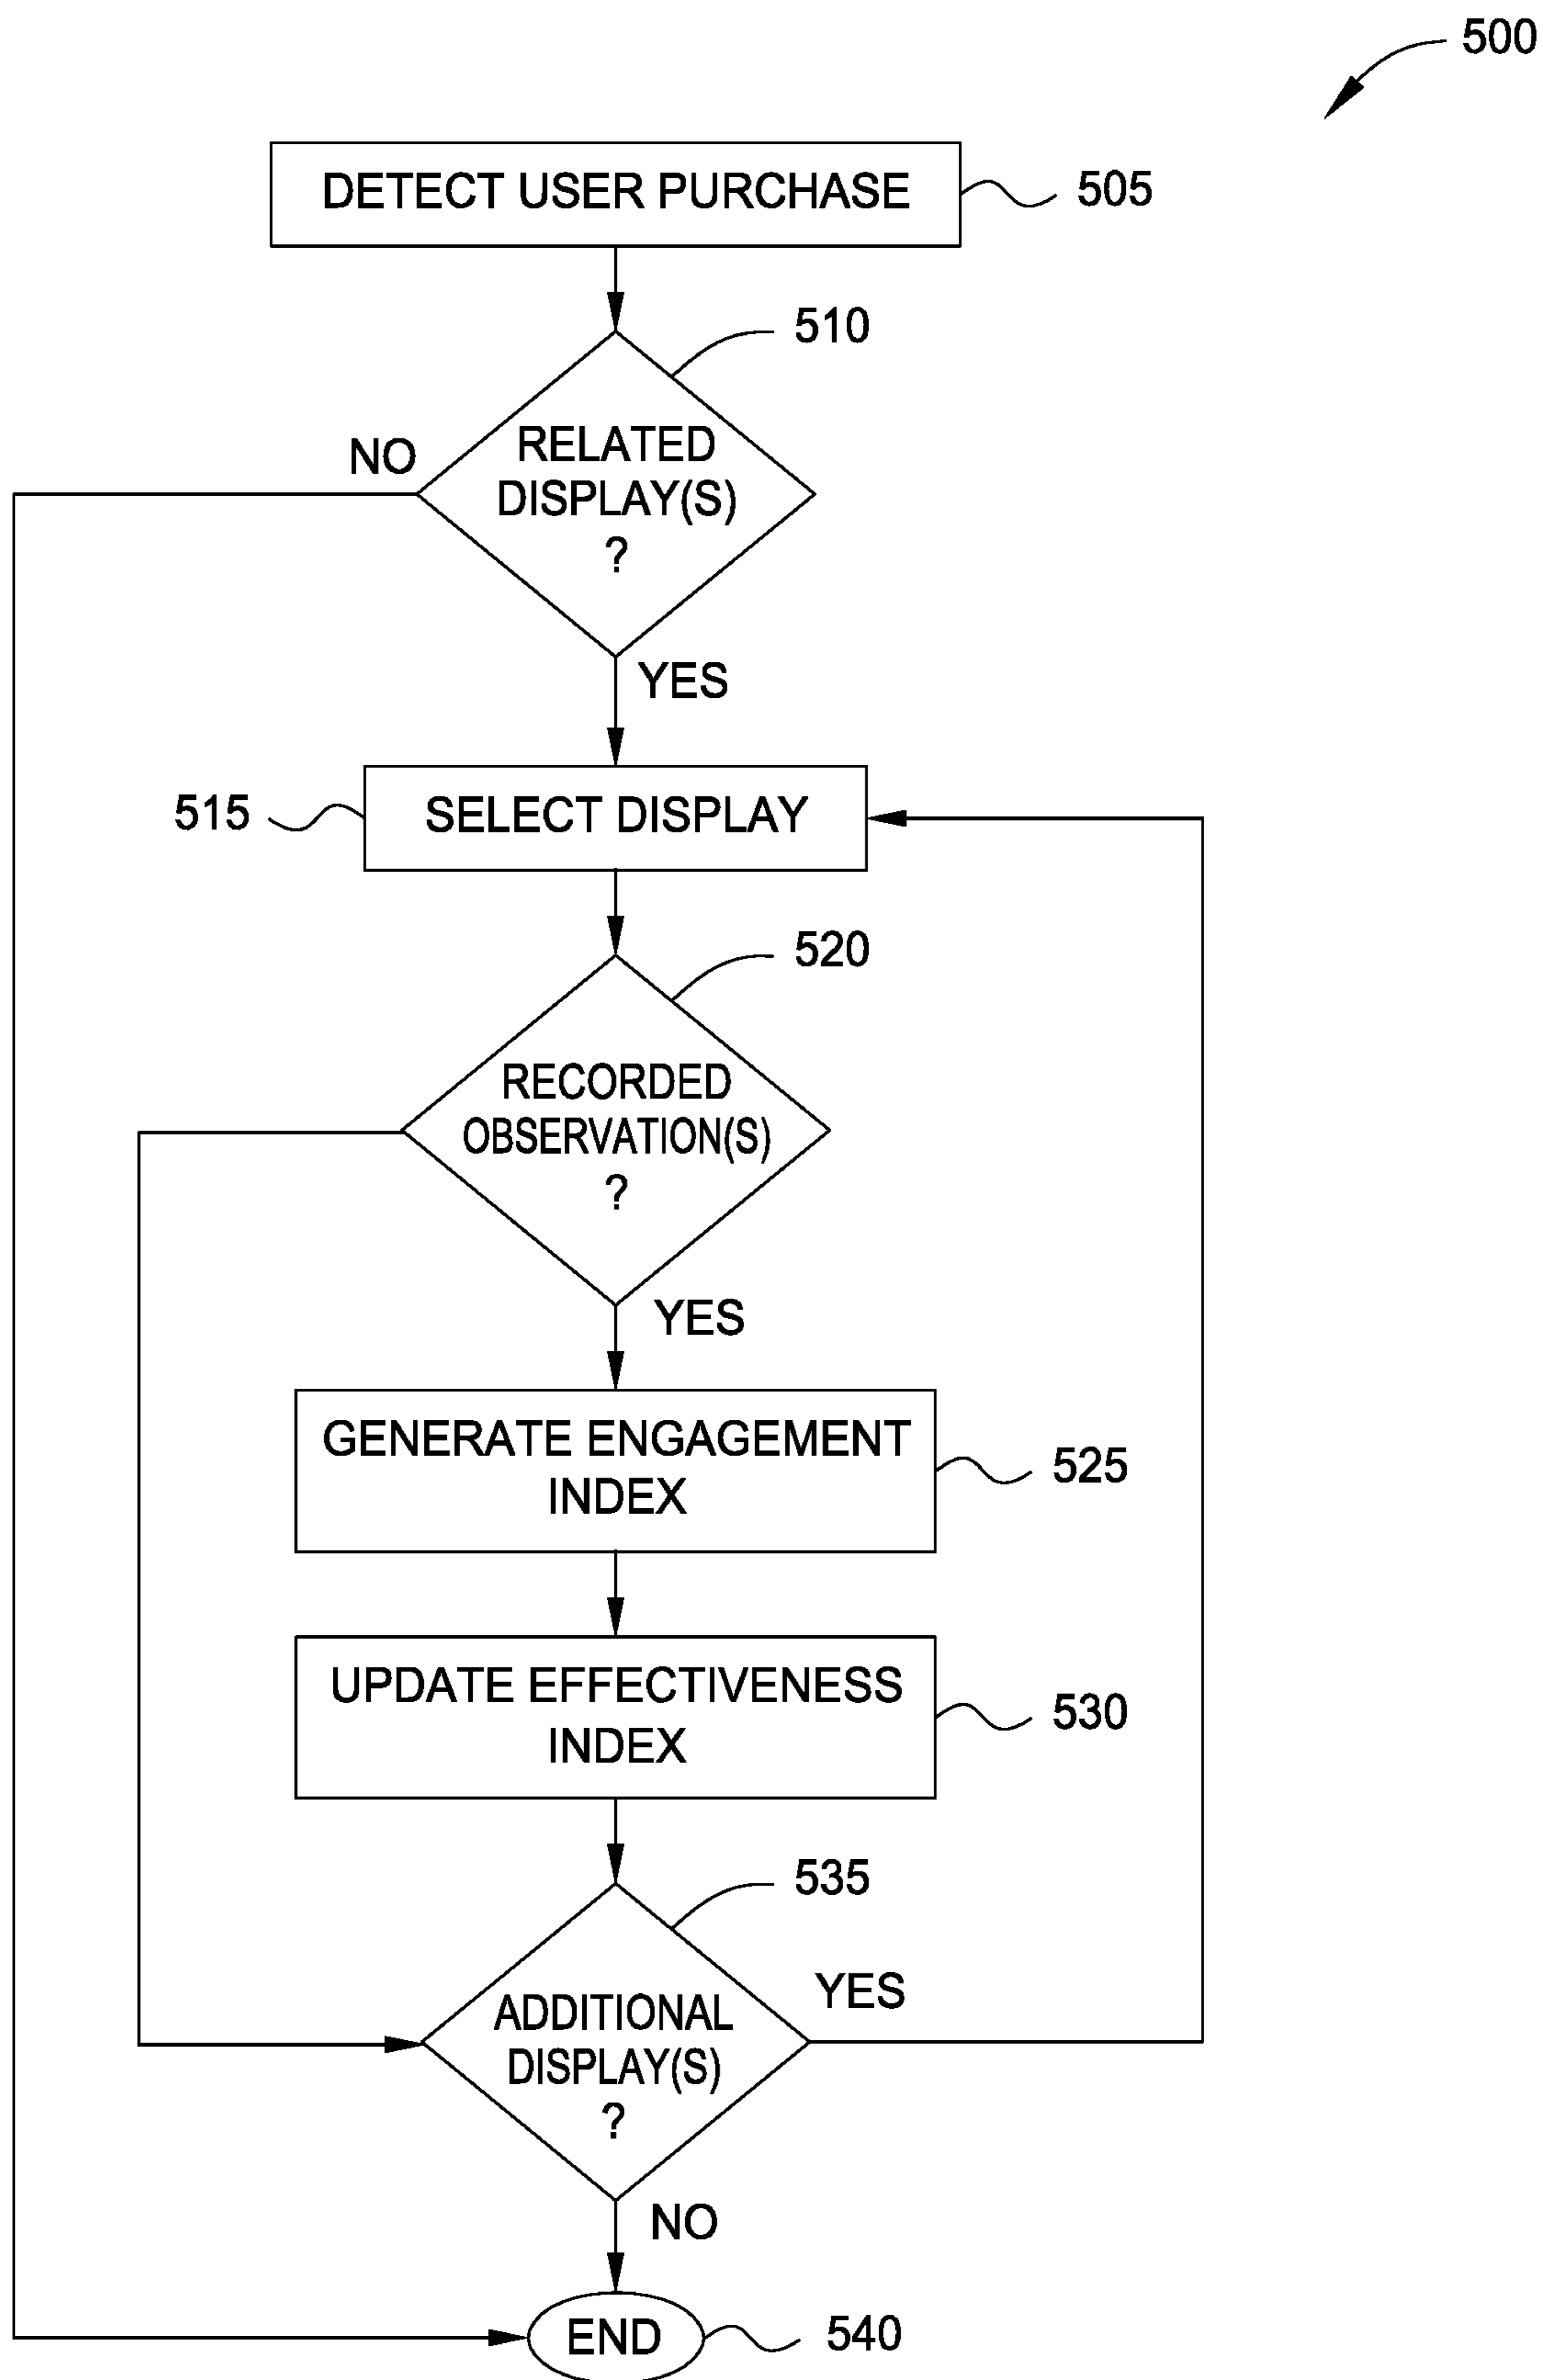 500
DETECT USER PURCHASE
505
510
RELATED
DISPLAY(S)
?
NO
YES
515
SELECT DISPLAY
520
RECORDED
OBSERVATION(S)
?
YES
GENERATE ENGAGEMENT
INDEX
525
UPDATE EFFECTIVENESS
INDEX
530
535
ADDITIONAL
DISPLAY(S)
?
YES
NO
END
540